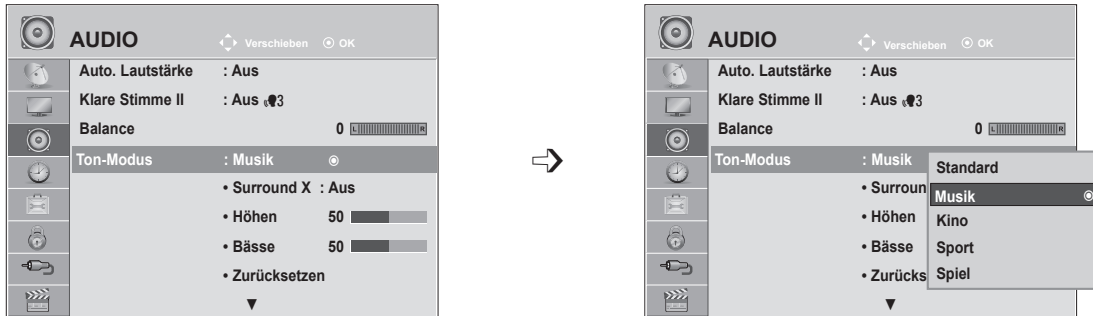 AUDIO Verschieben OK
Auto. Lautstärke : Aus
Klare Stimme II : Aus 3
Balance 0 L R
Ton-Modus : Musik
• Surround X : Aus
• Höhen 50
• Bässe 50
• Zurücksetzen
▼
AUDIO Verschieben OK
Auto. Lautstärke : Aus
Klare Stimme II : Aus 3
Balance 0 L R
Ton-Modus : Musik
• Surroun
• Höhen
• Bässe
• Zurücks
▼
Standard
Musik
Kino
Sport
Spiel